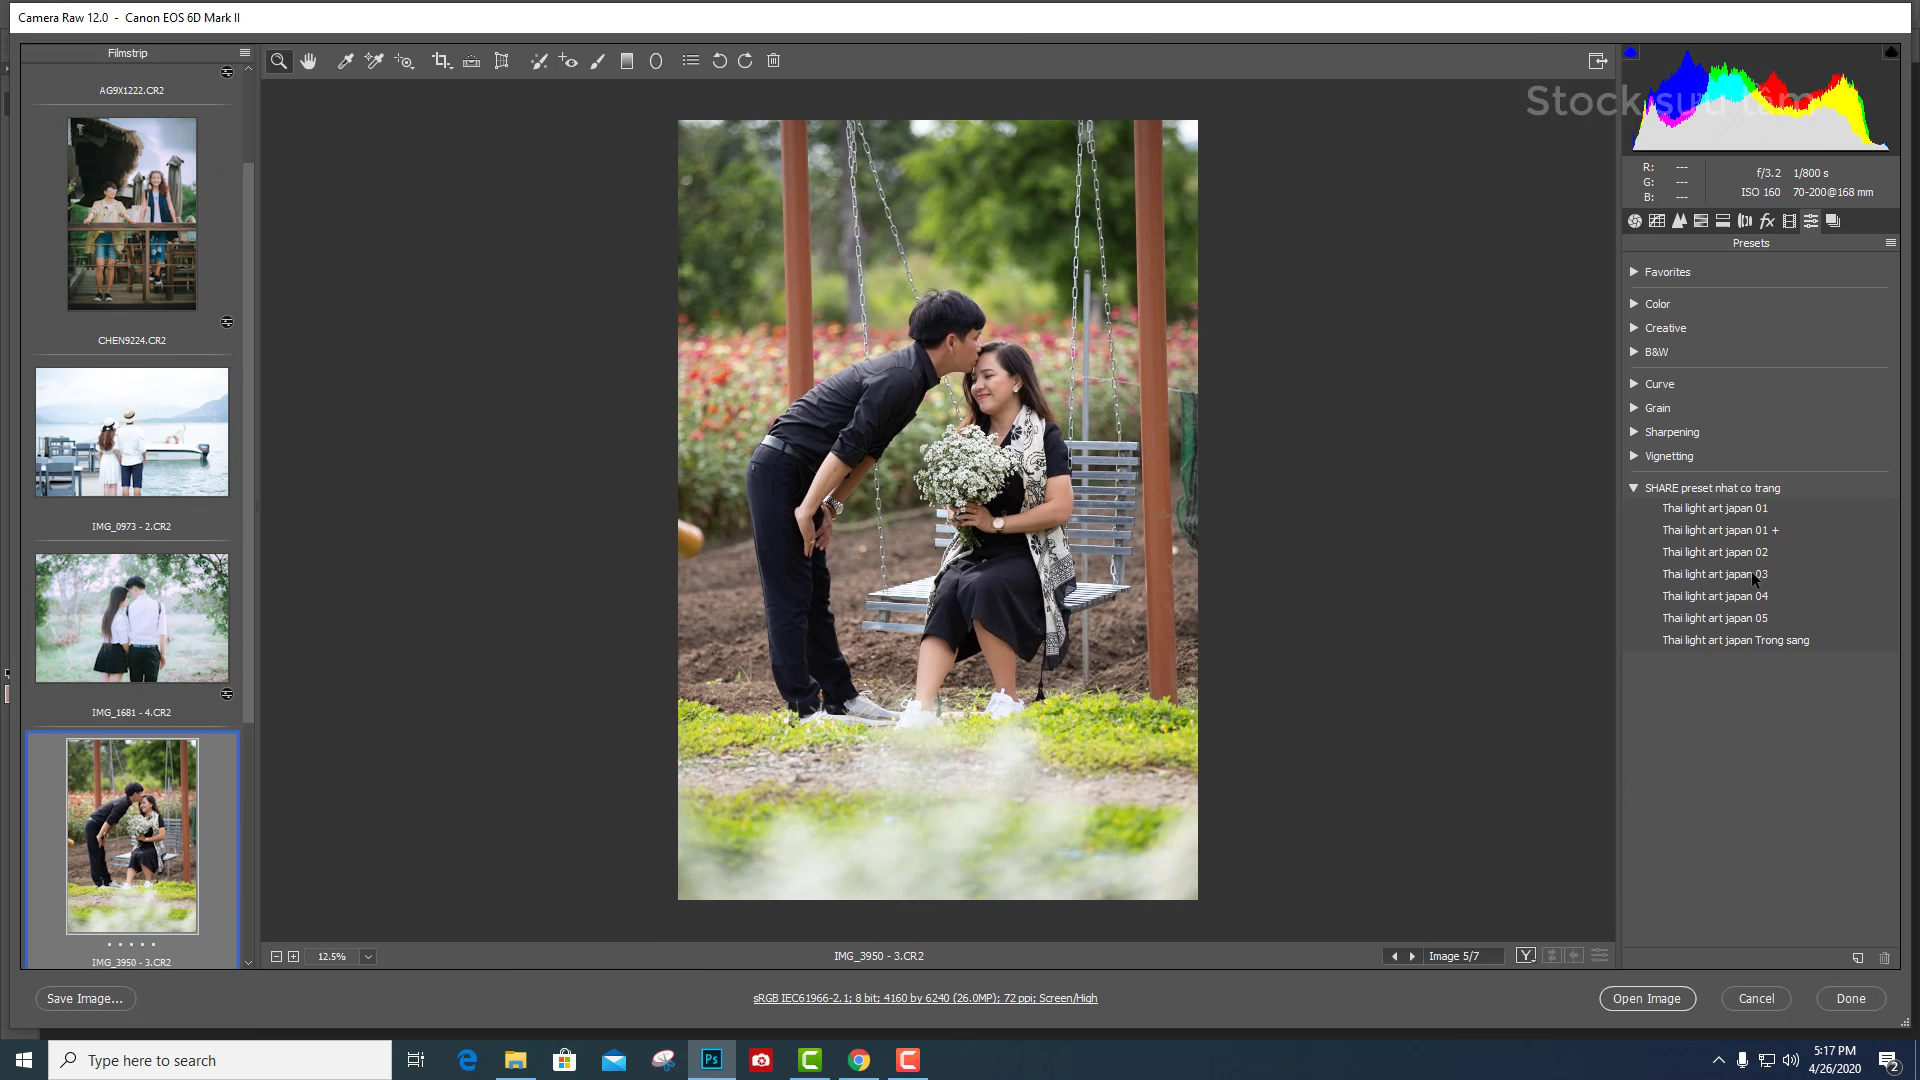 Camera Raw 12.0 - Canon EOS 6D Mark II
Filmstrip
AG9X1222.CR2
CHEN9224.CR2
IMG_0973 - 2.CR2
IMG_1681 - 4.CR2
IMG_3950 - 3.CR2
Stock sưu tầm
R: ---
G: ---
B: ---
f/3.2 1/800 s
ISO 160 70-200@168 mm
fx
Presets
Favorites
Color
Creative
B&W
Curve
Grain
Sharpening
Vignetting
SHARE preset nhat co trang
Thai light art japan 01
Thai light art japan 01 +
Thai light art japan 02
Thai light art japan 03
Thai light art japan 04
Thai light art japan 05
Thai light art japan Trong sang
12.5%
IMG_3950 - 3.CR2
Image 5/7
Y
Save Image...
sRGB IEC61966-2.1; 8 bit; 4160 by 6240 (26.0MP); 72 ppi; Screen/High
Open Image
Cancel
Done
Type here to search
Ps
5:17 PM
4/26/2020
2